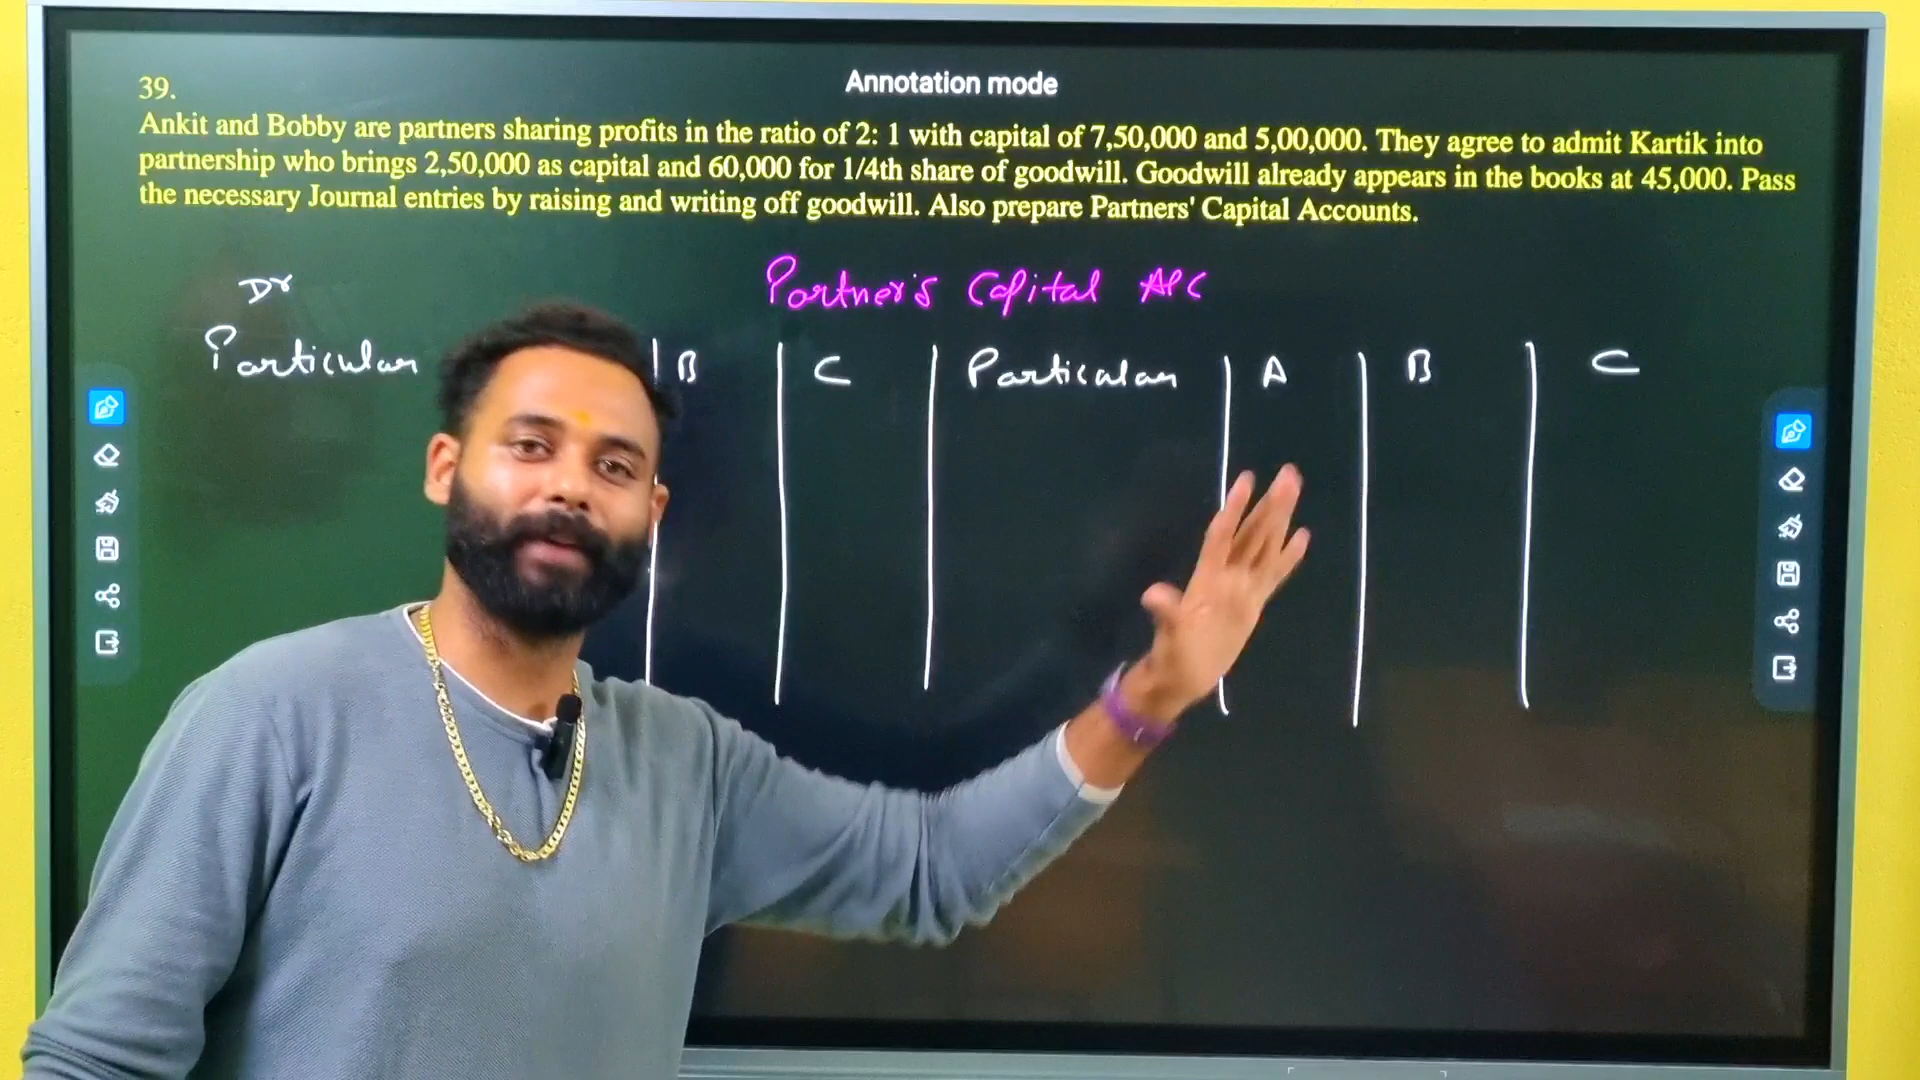 39.
Annotation mode
Ankit and Bobby are partners sharing profits in the ratio of 2: 1 with capital of 7,50,000 and 5,00,000. They agree to admit Kartik into
partnership who brings 2,50,000 as capital and 60,000 for 1/4th share of goodwill. Goodwill already appears in the books at 45,000. Pass
the necessary Journal entries by raising and writing off goodwill. Also prepare Partners' Capital Accounts.
Dr Partner's Capital A/C
Particular B C Particular A B C